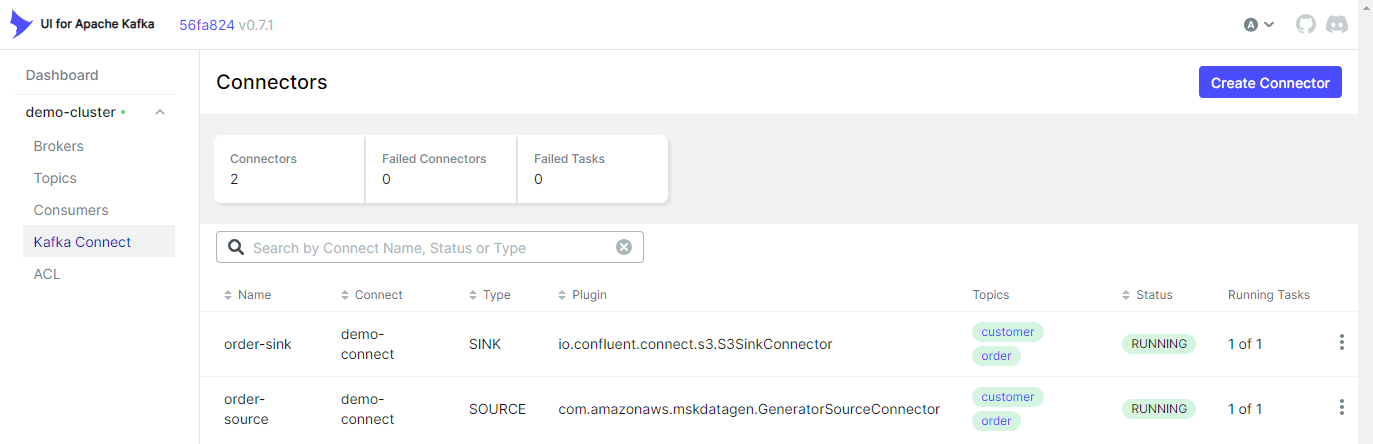 UI for Apache Kafka 56fa824 v0.7.1 A
Dashboard
demo-cluster
Brokers
Topics
Consumers
Kafka Connect
ACL
Connectors Create Connector
Connectors Failed Connectors Failed Tasks
2 0 0
Search by Connect Name, Status or Type
Name Connect Type Plugin Topics Status Running Tasks
order-sink demo-connect SINK io.confluent.connect.s3.S3SinkConnector customer order RUNNING 1 of 1
order-source demo-connect SOURCE com.amazonaws.mskdatagen.GeneratorSourceConnector customer order RUNNING 1 of 1